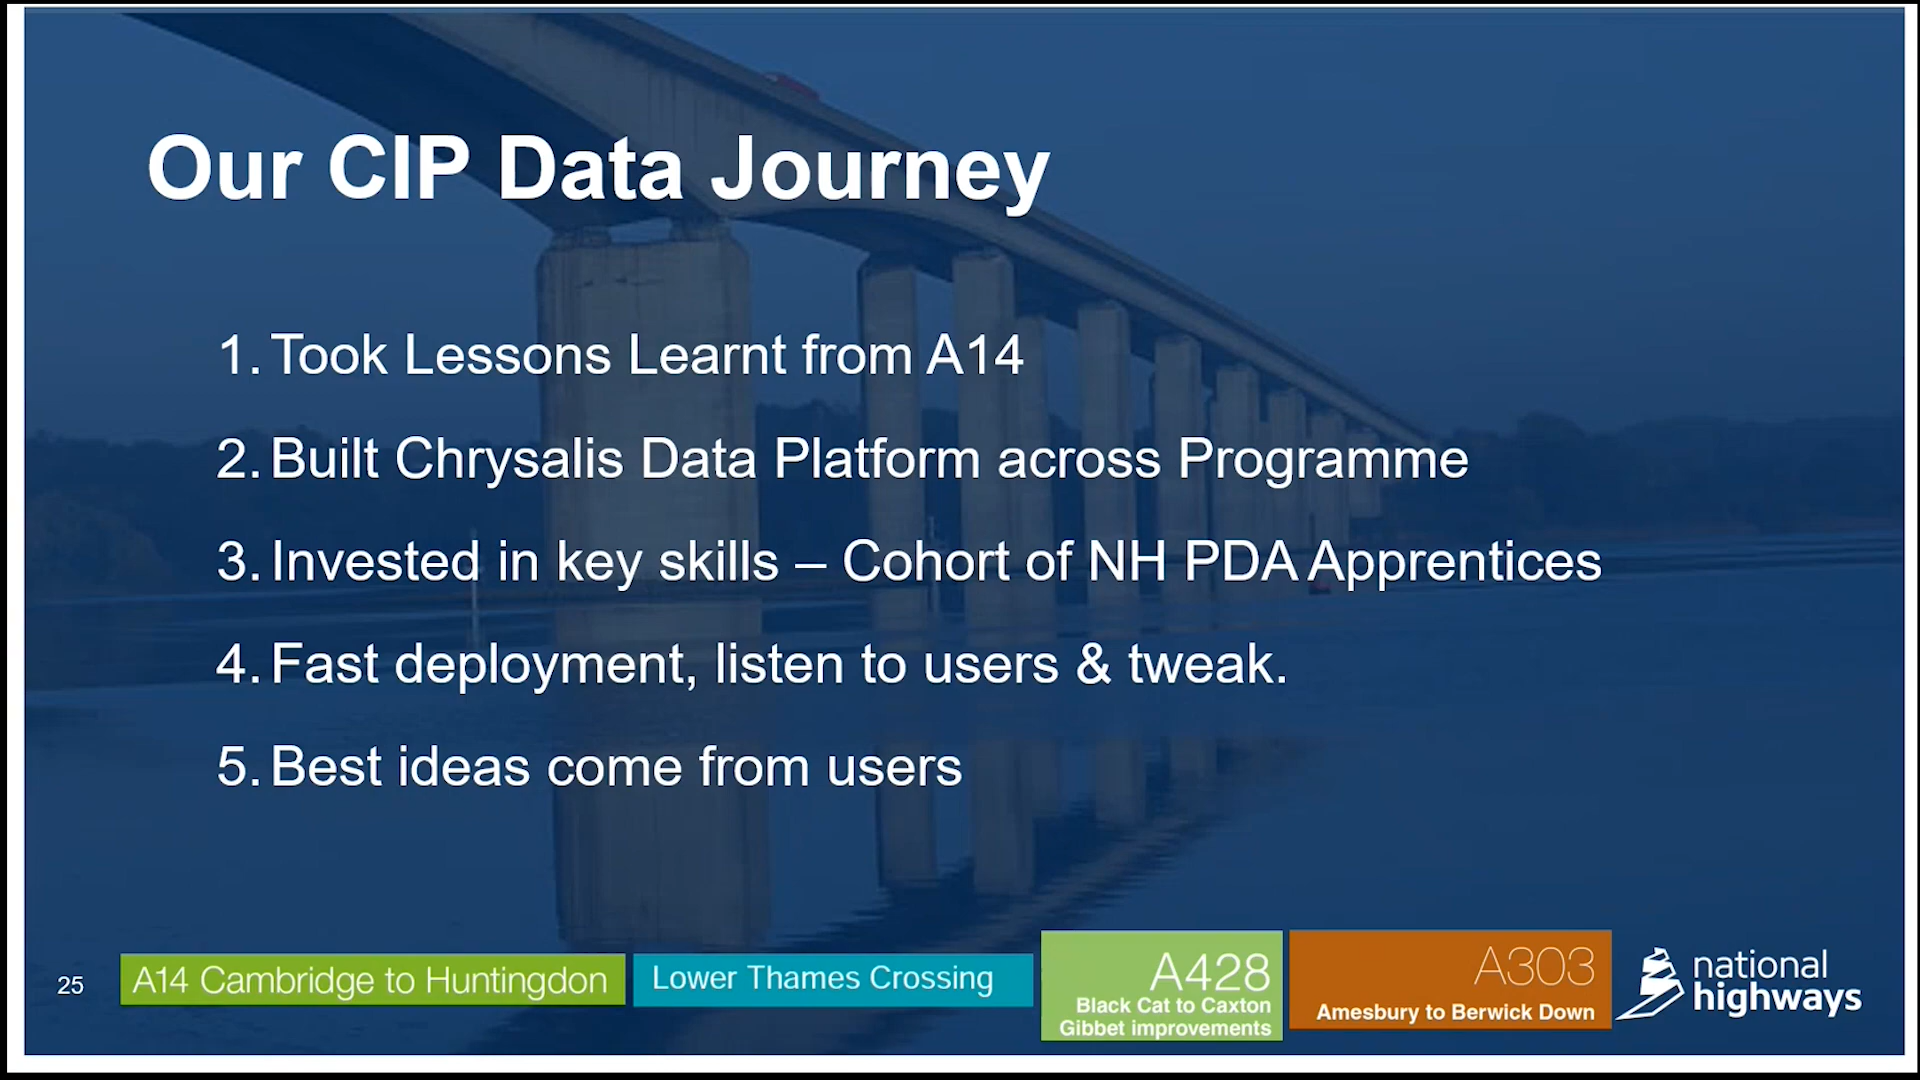 Our CIP Data Journey
1. Took Lessons Learnt from A14
2. Built Chrysalis Data Platform across Programme
3. Invested in key skills – Cohort of NH PDA Apprentices
4. Fast deployment, listen to users & tweak.
5. Best ideas come from users
25
A14 Cambridge to Huntingdon
Lower Thames Crossing
A428
Black Cat to Caxton
Gibbet improvements
A303
Amesbury to Berwick Down
national
highways